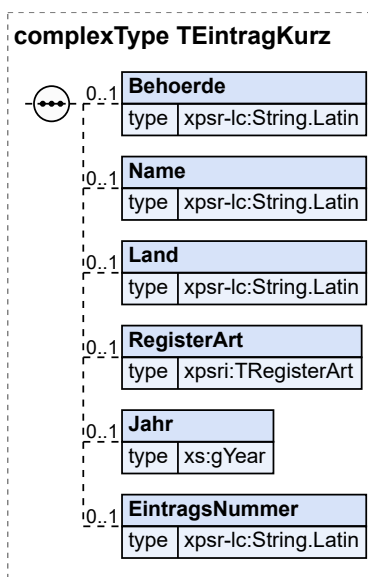 complexType TEintragKurz
0..1 Behoerde
type xpsr-lc:String.Latin
0..1 Name
type xpsr-lc:String.Latin
0..1 Land
type xpsr-lc:String.Latin
0..1 RegisterArt
type xpsri:TRegisterArt
0..1 Jahr
type xs:gYear
0..1 EintragsNummer
type xpsr-lc:String.Latin